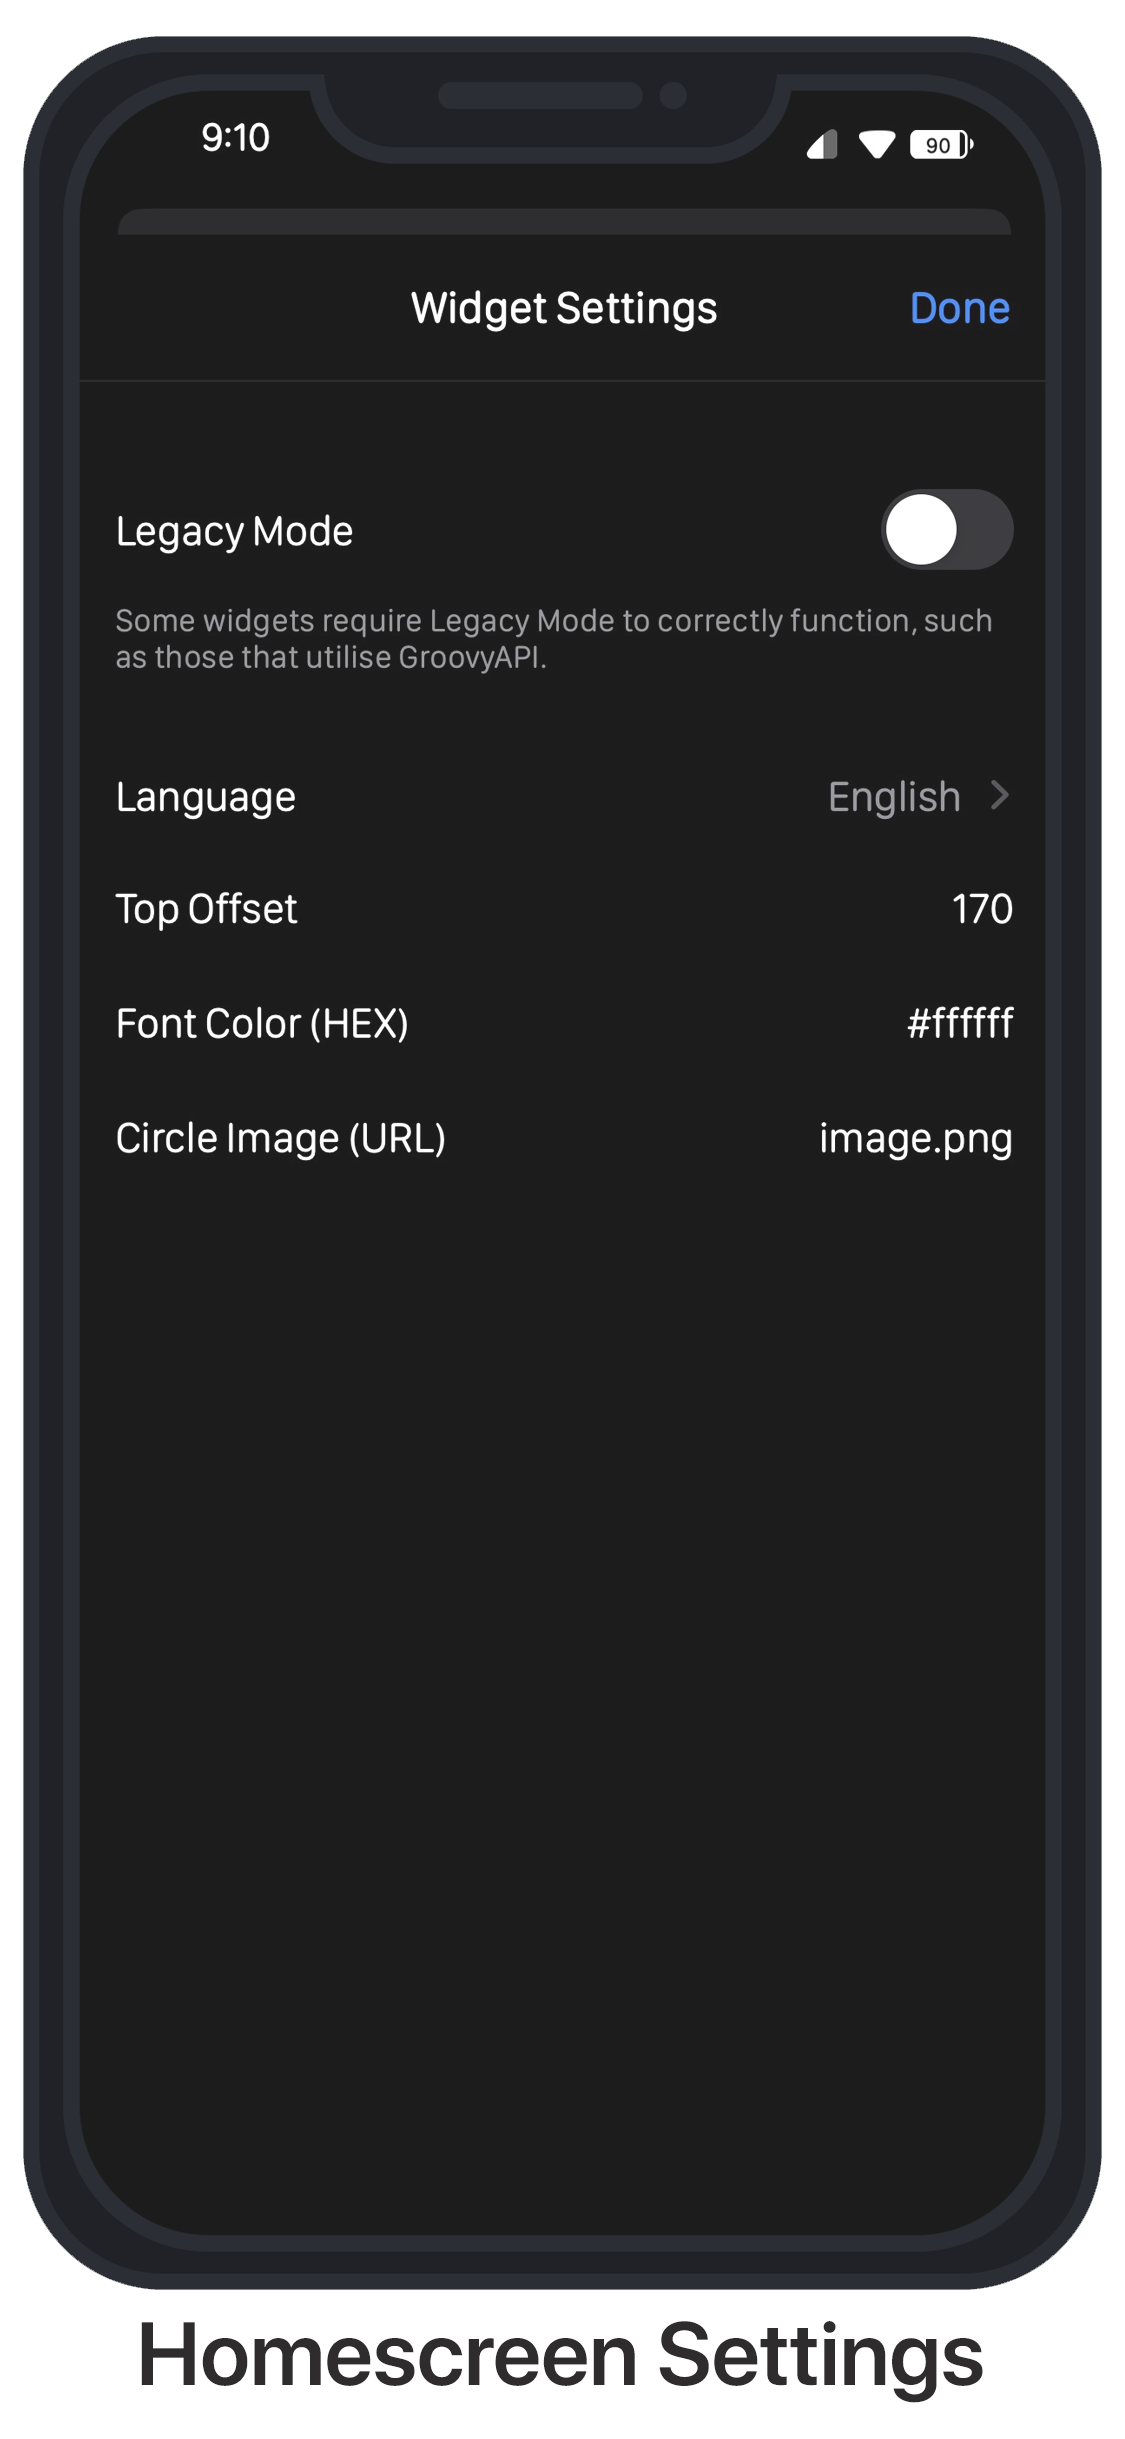 9:10
90
Widget Settings
Done
Legacy Mode
Some widgets require Legacy Mode to correctly function, such
as those that utilise GroovyAPI.
Language English
Top Offset 170
Font Color (HEX) #ffffff
Circle Image (URL) image.png
Homescreen Settings